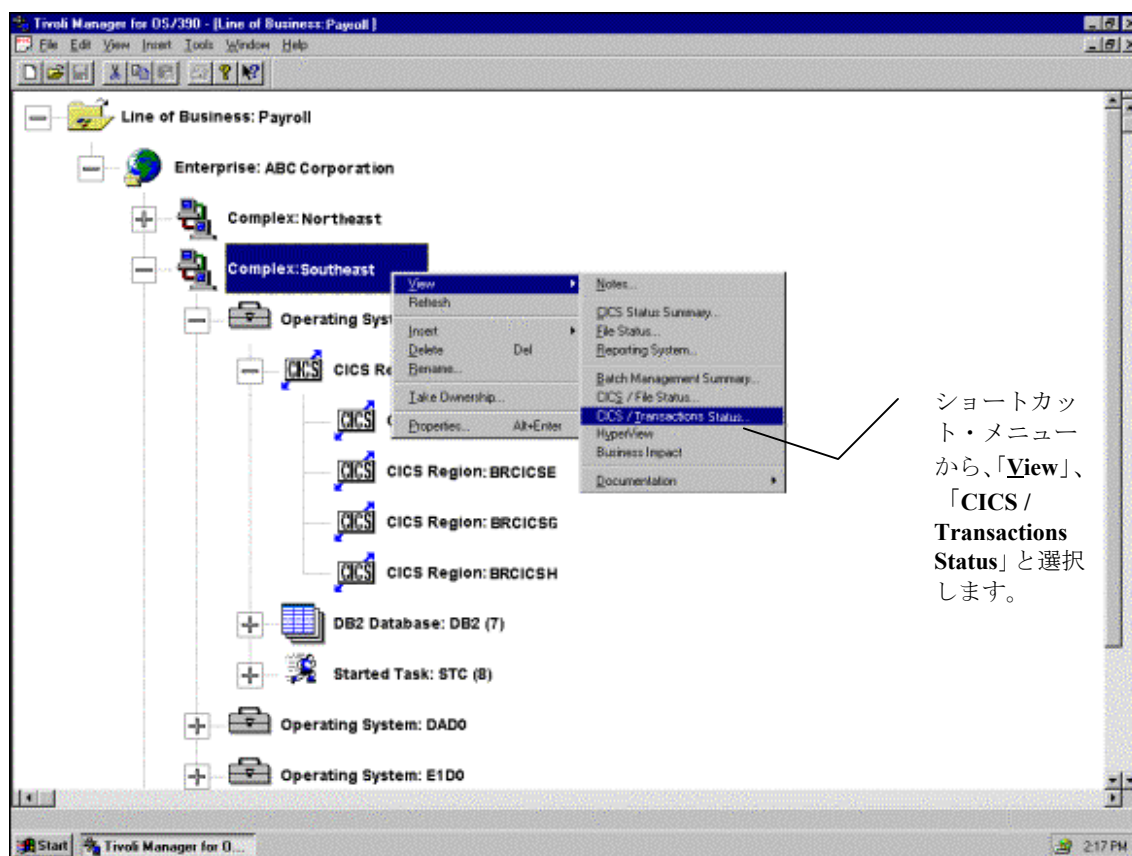 Tivoli Manager for OS/390 - [Line of Business: Payroll ]
File Edit View Insert Tools Window Help
Line of Business: Payroll
Enterprise: ABC Corporation
Complex: Northeast
Complex:Southeast
View
Refresh
Insert
Delete Del
Rename...
Take Ownership...
Properties... Alt+Enter
Notes...
CICS Status Summary...
File Status...
Reporting System...
Batch Management Summary...
CICS / File Status...
CICS / Transactions Status...
HyperView
Business Impact
Documentation
Operating Syst
CICS
CICS Re
CICS
C
CICS
CICS Region: BRCICSE
CICS
CICS Region: BRCICSG
CICS
CICS Region: BRCICSH
DB2 Database: DB2 (7)
Started Task: STC (8)
Operating System: DAD0
Operating System: E1D0
ショートカッ
ト・メニュー
から、「View」、
「CICS /
Transactions
Status」と選択
します。
Start
Tivoli Manager for O...
2:17 PM